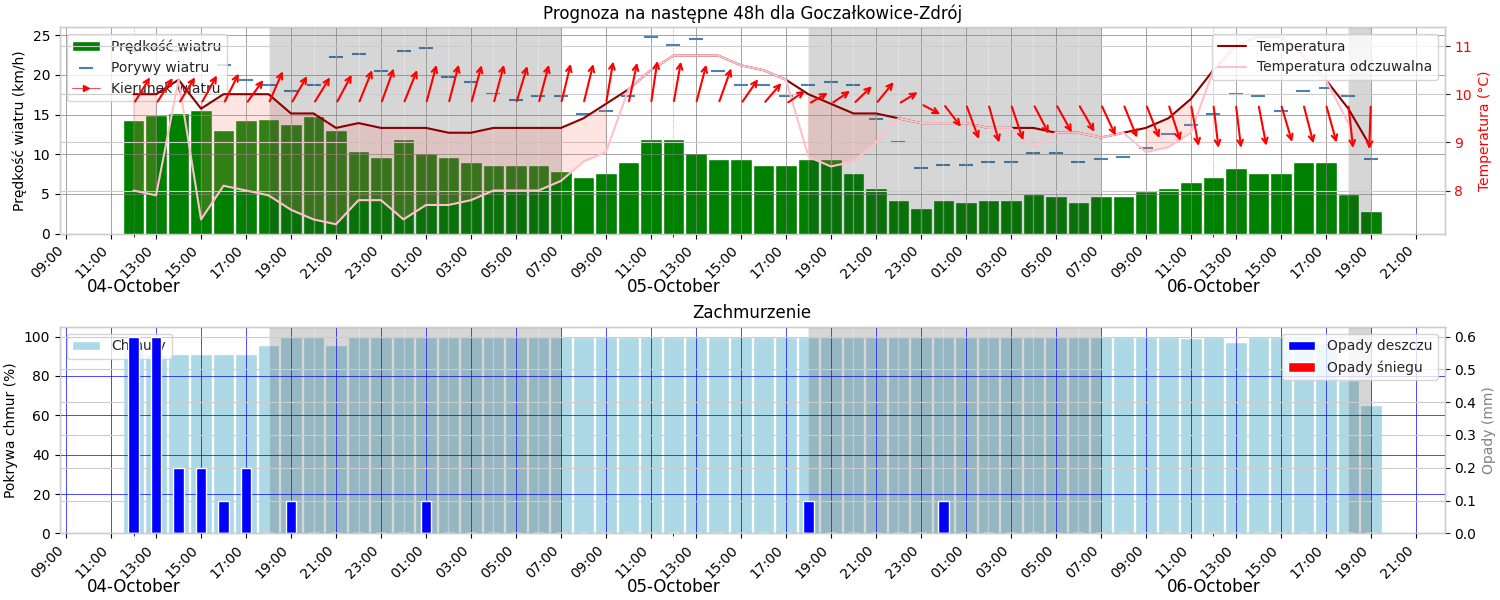 Prognoza na następne 48h dla Goczałkowice-Zdrój
Prędkość wiatru (km/h)
25
20
15
10
5
0
Prędkość wiatru
Porywy wiatru
Kierunek wiatru
Temperatura
Temperatura odczuwalna
11
10
9
8
Temperatura (°C)
09:00 11:00 13:00 15:00 17:00 19:00 21:00 23:00 01:00 03:00 05:00 07:00 09:00 11:00 13:00 15:00 17:00 19:00 21:00 23:00 01:00 03:00 05:00 07:00 09:00 11:00 13:00 15:00 17:00 19:00 21:00
04-October 05-October 06-October
Zachmurzenie
Pokrywa chmur (%)
100
80
60
40
20
0
Chmury
Opady deszczu
Opady śniegu
0.6
0.5
0.4
0.3
0.2
0.1
0.0
Opady (mm)
09:00 11:00 13:00 15:00 17:00 19:00 21:00 23:00 01:00 03:00 05:00 07:00 09:00 11:00 13:00 15:00 17:00 19:00 21:00 23:00 01:00 03:00 05:00 07:00 09:00 11:00 13:00 15:00 17:00 19:00 21:00
04-October 05-October 06-October